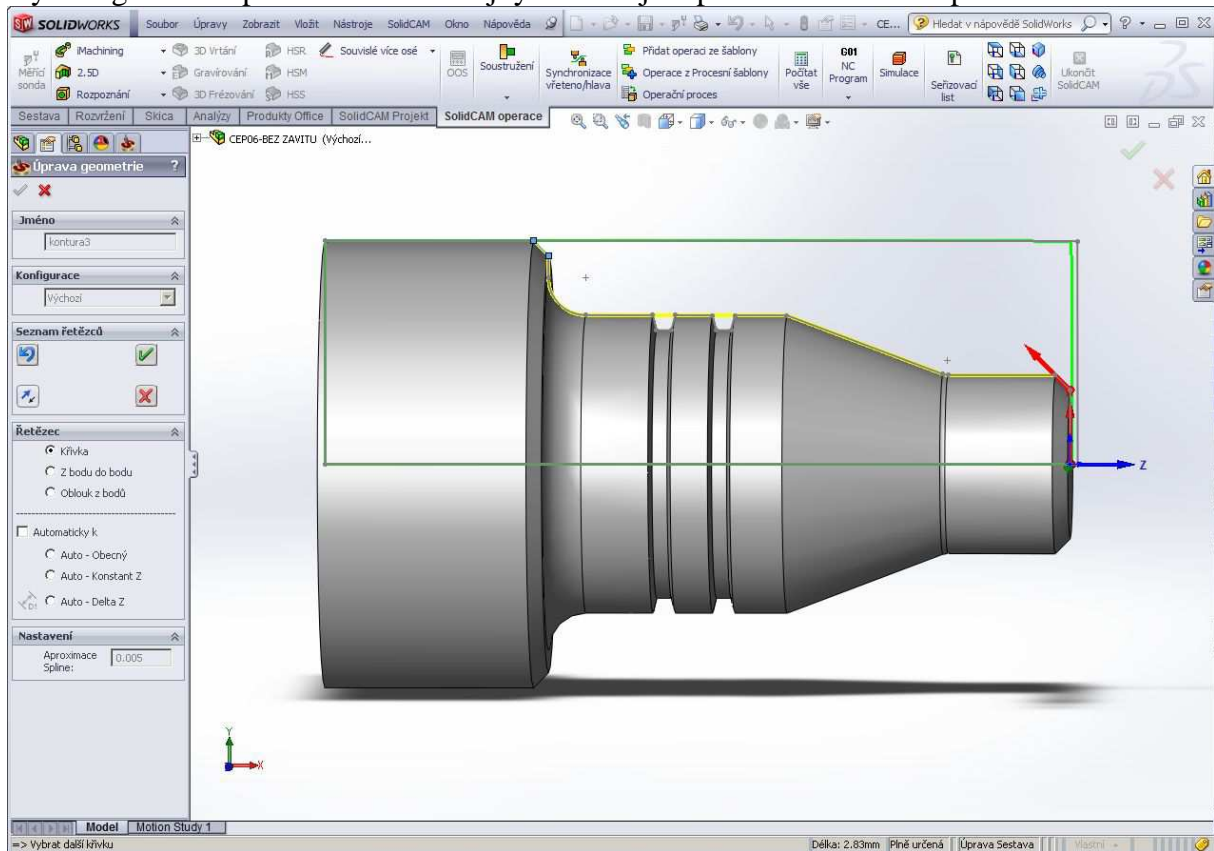 SOLIDWORKS Soubor Úpravy Zobrazit Vložit Nástroje SolidCAM Okno Nápověda CE... Hledat v nápovědě SolidWorks
Měřící sonda
iMachining
2.5D
Rozpoznání
3D Vrtání
Gravírování
3D Frézování
HSR
HSM
HSS
Souvislé více osé
OOS
Soustružení
Synchronizace vřeteno/hlava
Přidat operaci ze šablony
Operace z Procesní šablony
Operační proces
Počítat vše
G01
NC Program
Simulace
Seřizovací list
Ukončit SolidCAM
Sestava Rozvržení Skica Analýzy Produkty Office SolidCAM Projekt SolidCAM operace
CEP06-BEZ ZAVITU (Výchozí...
Úprava geometrie ?
Jméno
kontura3
Konfigurace
Výchozí
Seznam řetězců
Řetězec
Křivka
Z bodu do bodu
Oblouk z bodů
Automaticky k
Auto - Obecný
Auto - Konstant Z
Auto - Delta Z
Nastavení
Aproximace Spline:
0.005
Z
Y
X
Model Motion Study 1
=> Vybrat další křivku Délka: 2.83mm Plně určená Úprava Sestava Vlastní